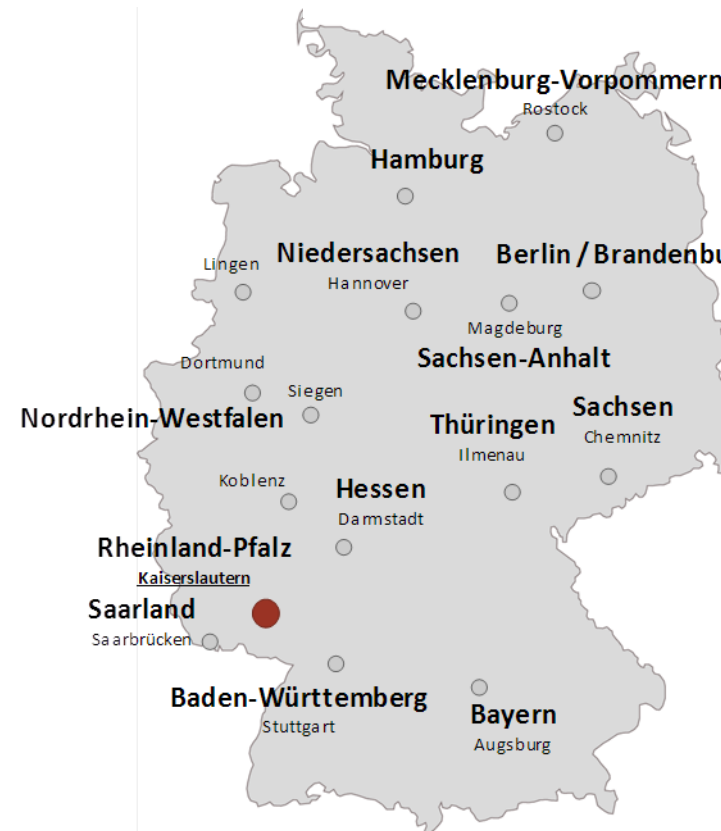 Mecklenburg-Vorpommern
Rostock
Hamburg
Niedersachsen
Berlin / Brandenbu
Lingen
Hannover
Magdeburg
Sachsen-Anhalt
Dortmund
Siegen
Nordrhein-Westfalen
Sachsen
Thüringen
Chemnitz
Ilmenau
Koblenz
Hessen
Darmstadt
Rheinland-Pfalz
Kaiserslautern
Saarland
Saarbrücken
Baden-Württemberg
Stuttgart
Bayern
Augsburg